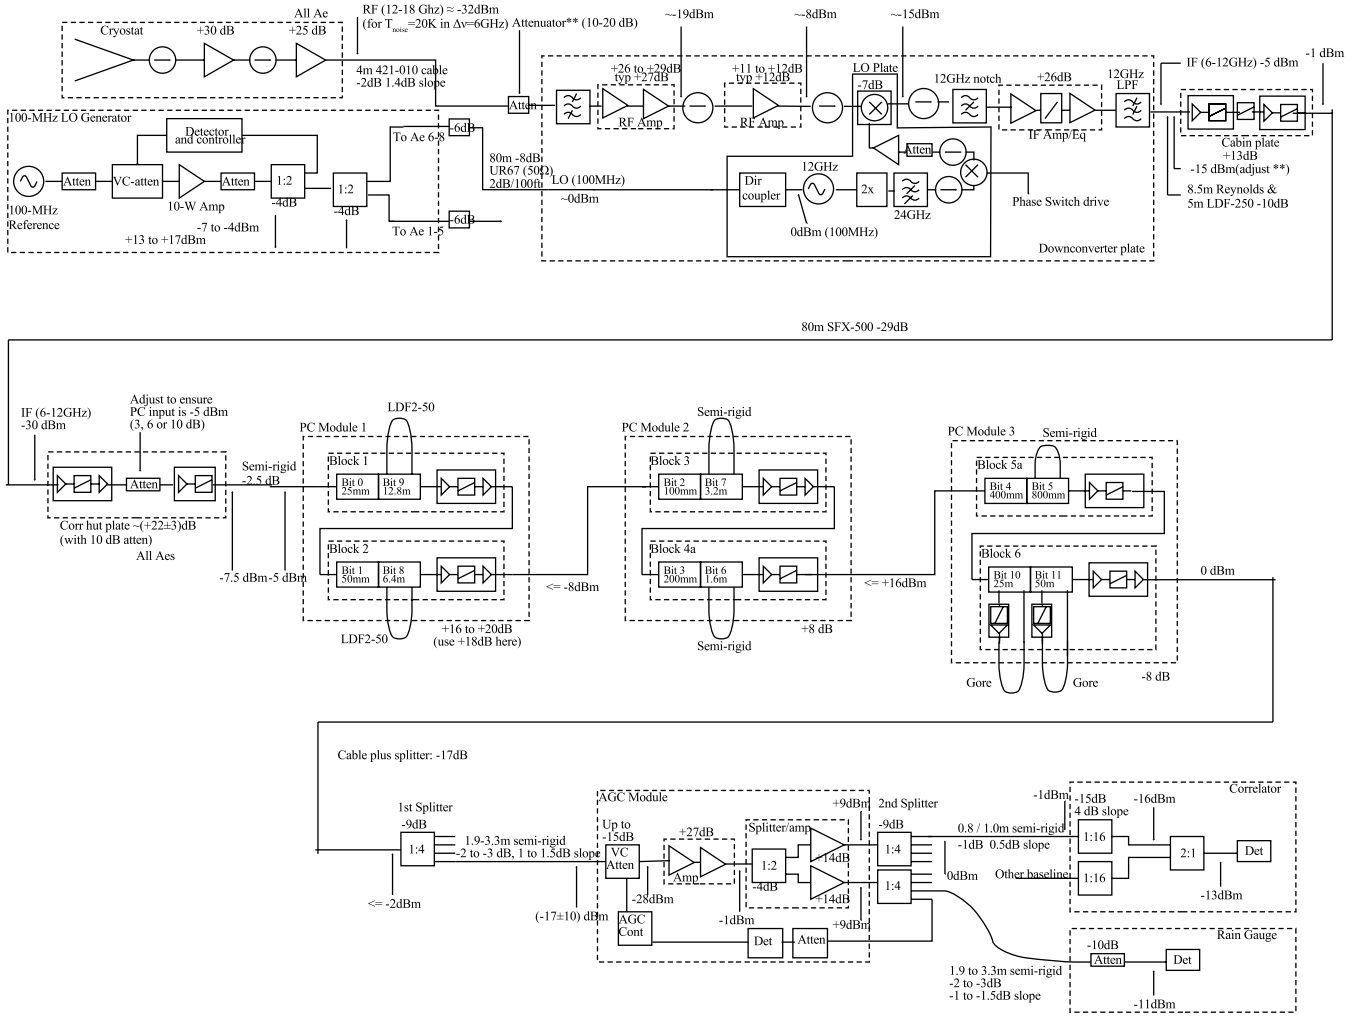 All Ae
Cryostat
+30 dB
+25 dB
RF (12-18 Ghz) ≈ -32dBm
(for Tnoise=20K in Δν=6GHz)
Attenuator** (10-20 dB)
4m 421-010 cable
-2dB 1.4dB slope
~-19dBm
~-8dBm
~-15dBm
Atten
+26 to +29dB
typ +27dB
RF Amp
+11 to +12dB
typ +12dB
RF Amp
LO Plate
-7dB
12GHz notch
+26dB
IF Amp/Eq
12GHz
LPF
IF (6-12GHz) -5 dBm
-1 dBm
Cabin plate
+13dB
-15 dBm(adjust **)
8.5m Reynolds &
5m LDF-250 -10dB
100-MHz LO Generator
Detector
and controller
Atten
VC-atten
Atten
1:2
-4dB
1:2
-4dB
100-MHz
Reference
10-W Amp
-7 to -4dBm
+13 to +17dBm
To Ae 6-8
-6dB
To Ae 1-5
-6dB
80m -8dB
UR67 (50Ω)
2dB/100ft
LO (100MHz)
~0dBm
Dir
coupler
12GHz
0dBm (100MHz)
2x
24GHz
Atten
Phase Switch drive
Downconverter plate
80m SFX-500 -29dB
IF (6-12GHz)
-30 dBm
Adjust to ensure
PC input is -5 dBm
(3, 6 or 10 dB)
Atten
Corr hut plate ~(+22±3)dB
(with 10 dB atten)
All Aes
Semi-rigid
-2.5 dB
-7.5 dBm
-5 dBm
LDF2-50
PC Module 1
Block 1
Bit 0
25mm
Bit 9
12.8m
Block 2
Bit 1
50mm
Bit 8
6.4m
LDF2-50
+16 to +20dB
(use +18dB here)
<= -8dBm
Semi-rigid
PC Module 2
Block 3
Bit 2
100mm
Bit 7
3.2m
Block 4a
Bit 3
200mm
Bit 6
1.6m
Semi-rigid
+8 dB
<= +16dBm
PC Module 3
Semi-rigid
Block 5a
Bit 4
400mm
Bit 5
800mm
Block 6
Bit 10
25m
Bit 11
50m
Gore
Gore
-8 dB
0 dBm
Cable plus splitter: -17dB
1st Splitter
-9dB
1:4
<= -2dBm
1.9-3.3m semi-rigid
-2 to -3 dB, 1 to 1.5dB slope
(-17±10) dBm
AGC Module
Up to
-15dB
VC
Atten
-28dBm
AGC
Cont
+27dB
Amp
-1dBm
Splitter/amp
1:2
-4dB
+14dB
+14dB
+9dBm
+9dBm
Det
Atten
2nd Splitter
-9dB
1:4
1:4
0dBm
0.8 / 1.0m semi-rigid
-1dB 0.5dB slope
Other baseline
-1dBm
Correlator
-15dB
4 dB slope
1:16
-16dBm
1:16
2:1
Det
-13dBm
1.9 to 3.3m semi-rigid
-2 to -3dB
-1 to -1.5dB slope
Rain Gauge
-10dB
Atten
Det
-11dBm